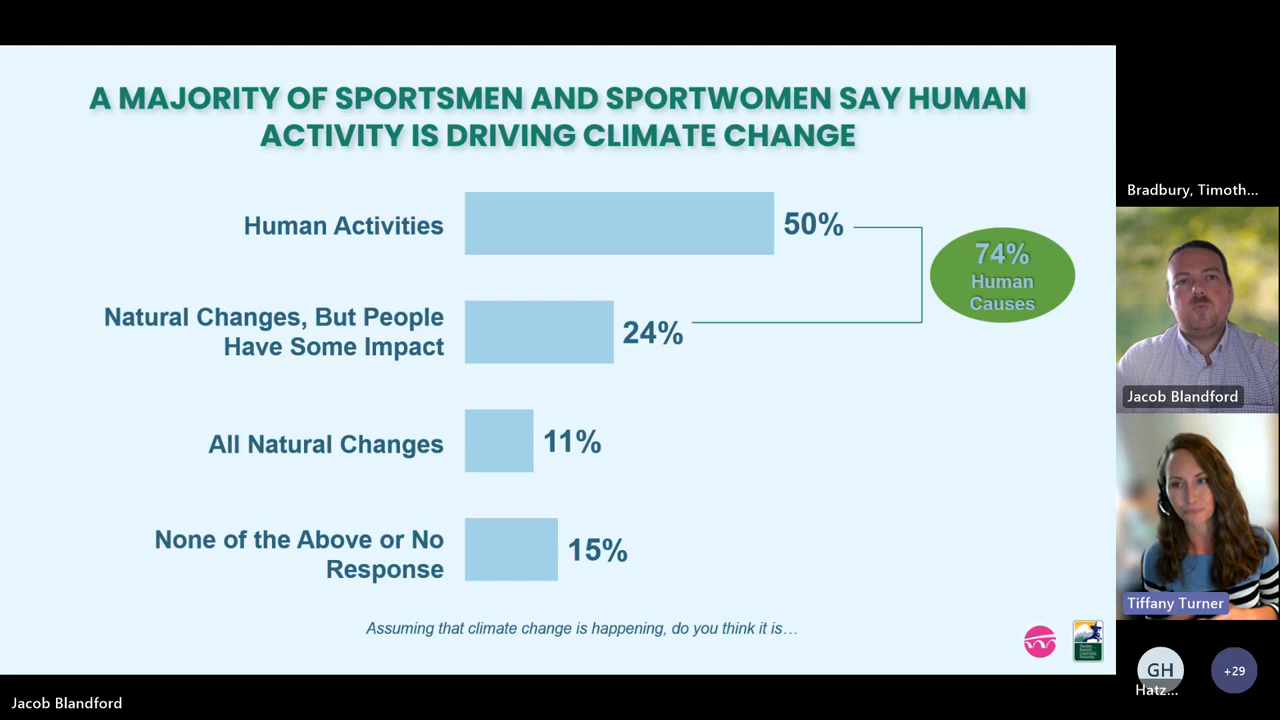 A MAJORITY OF SPORTSMEN AND SPORTWOMEN SAY HUMAN
ACTIVITY IS DRIVING CLIMATE CHANGE
Human Activities
50%
Natural Changes, But People
Have Some Impact
24%
74%
Human
Causes
All Natural Changes
11%
None of the Above or No
Response
15%
Assuming that climate change is happening, do you think it is…
Bradbury, Timoth...
Jacob Blandford
Tiffany Turner
GH
Hatz...
+29
Jacob Blandford